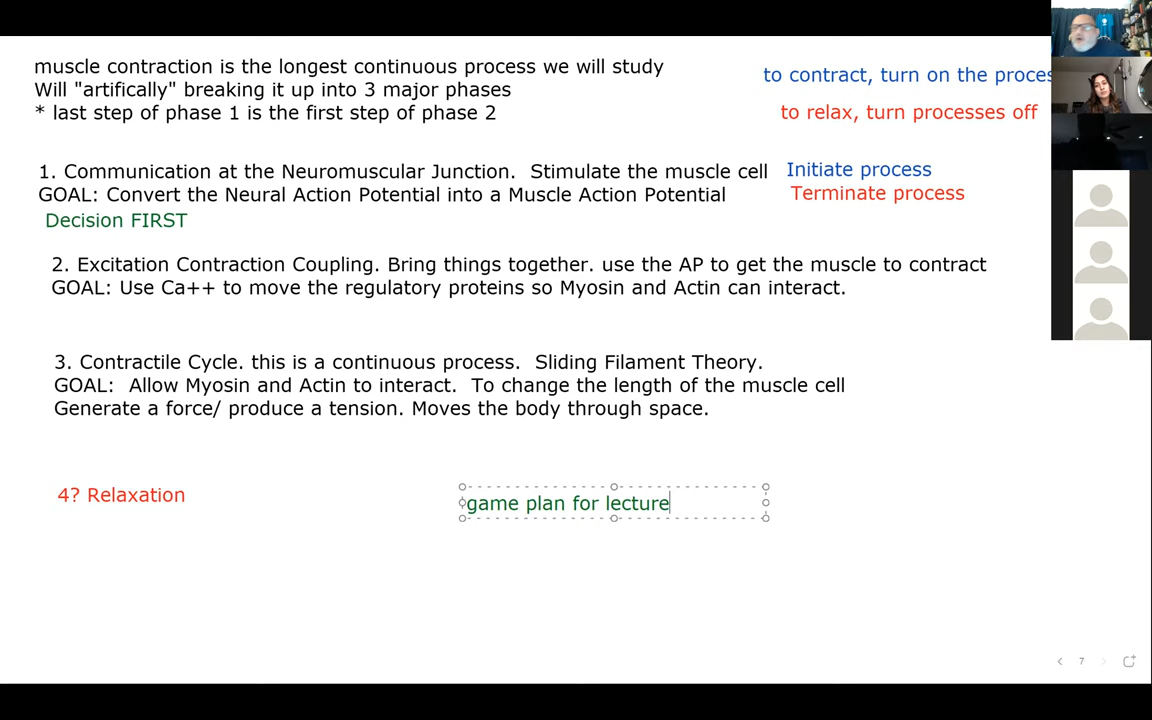 muscle contraction is the longest continuous process we will study
Will "artifically" breaking it up into 3 major phases
* last step of phase 1 is the first step of phase 2
to contract, turn on the proces
to relax, turn processes off
1. Communication at the Neuromuscular Junction.  Stimulate the muscle cell
GOAL: Convert the Neural Action Potential into a Muscle Action Potential
Decision FIRST
Initiate process
Terminate process
2. Excitation Contraction Coupling. Bring things together. use the AP to get the muscle to contract
GOAL: Use Ca++ to move the regulatory proteins so Myosin and Actin can interact.
3. Contractile Cycle. this is a continuous process.  Sliding Filament Theory.
GOAL:  Allow Myosin and Actin to interact.  To change the length of the muscle cell
Generate a force/ produce a tension. Moves the body through space.
4? Relaxation
game plan for lecture
7